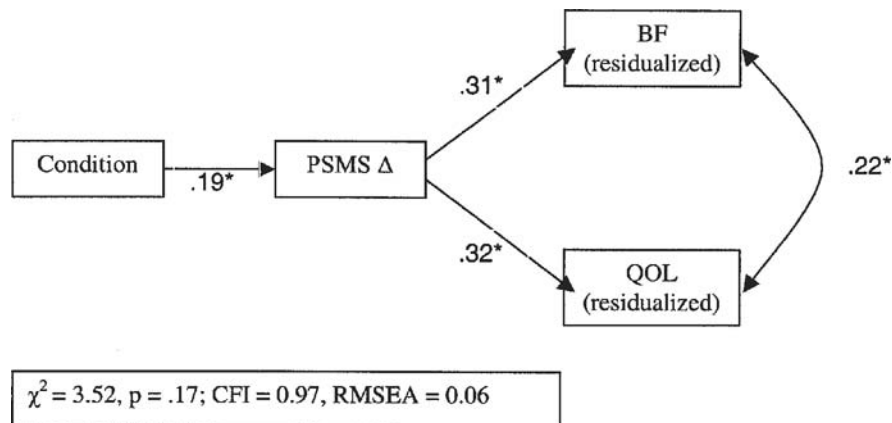 BF
(residualized)
.31*
Condition
.19*
PSMS Δ
.22*
.32*
QOL
(residualized)
χ² = 3.52, p = .17; CFI = 0.97, RMSEA = 0.06